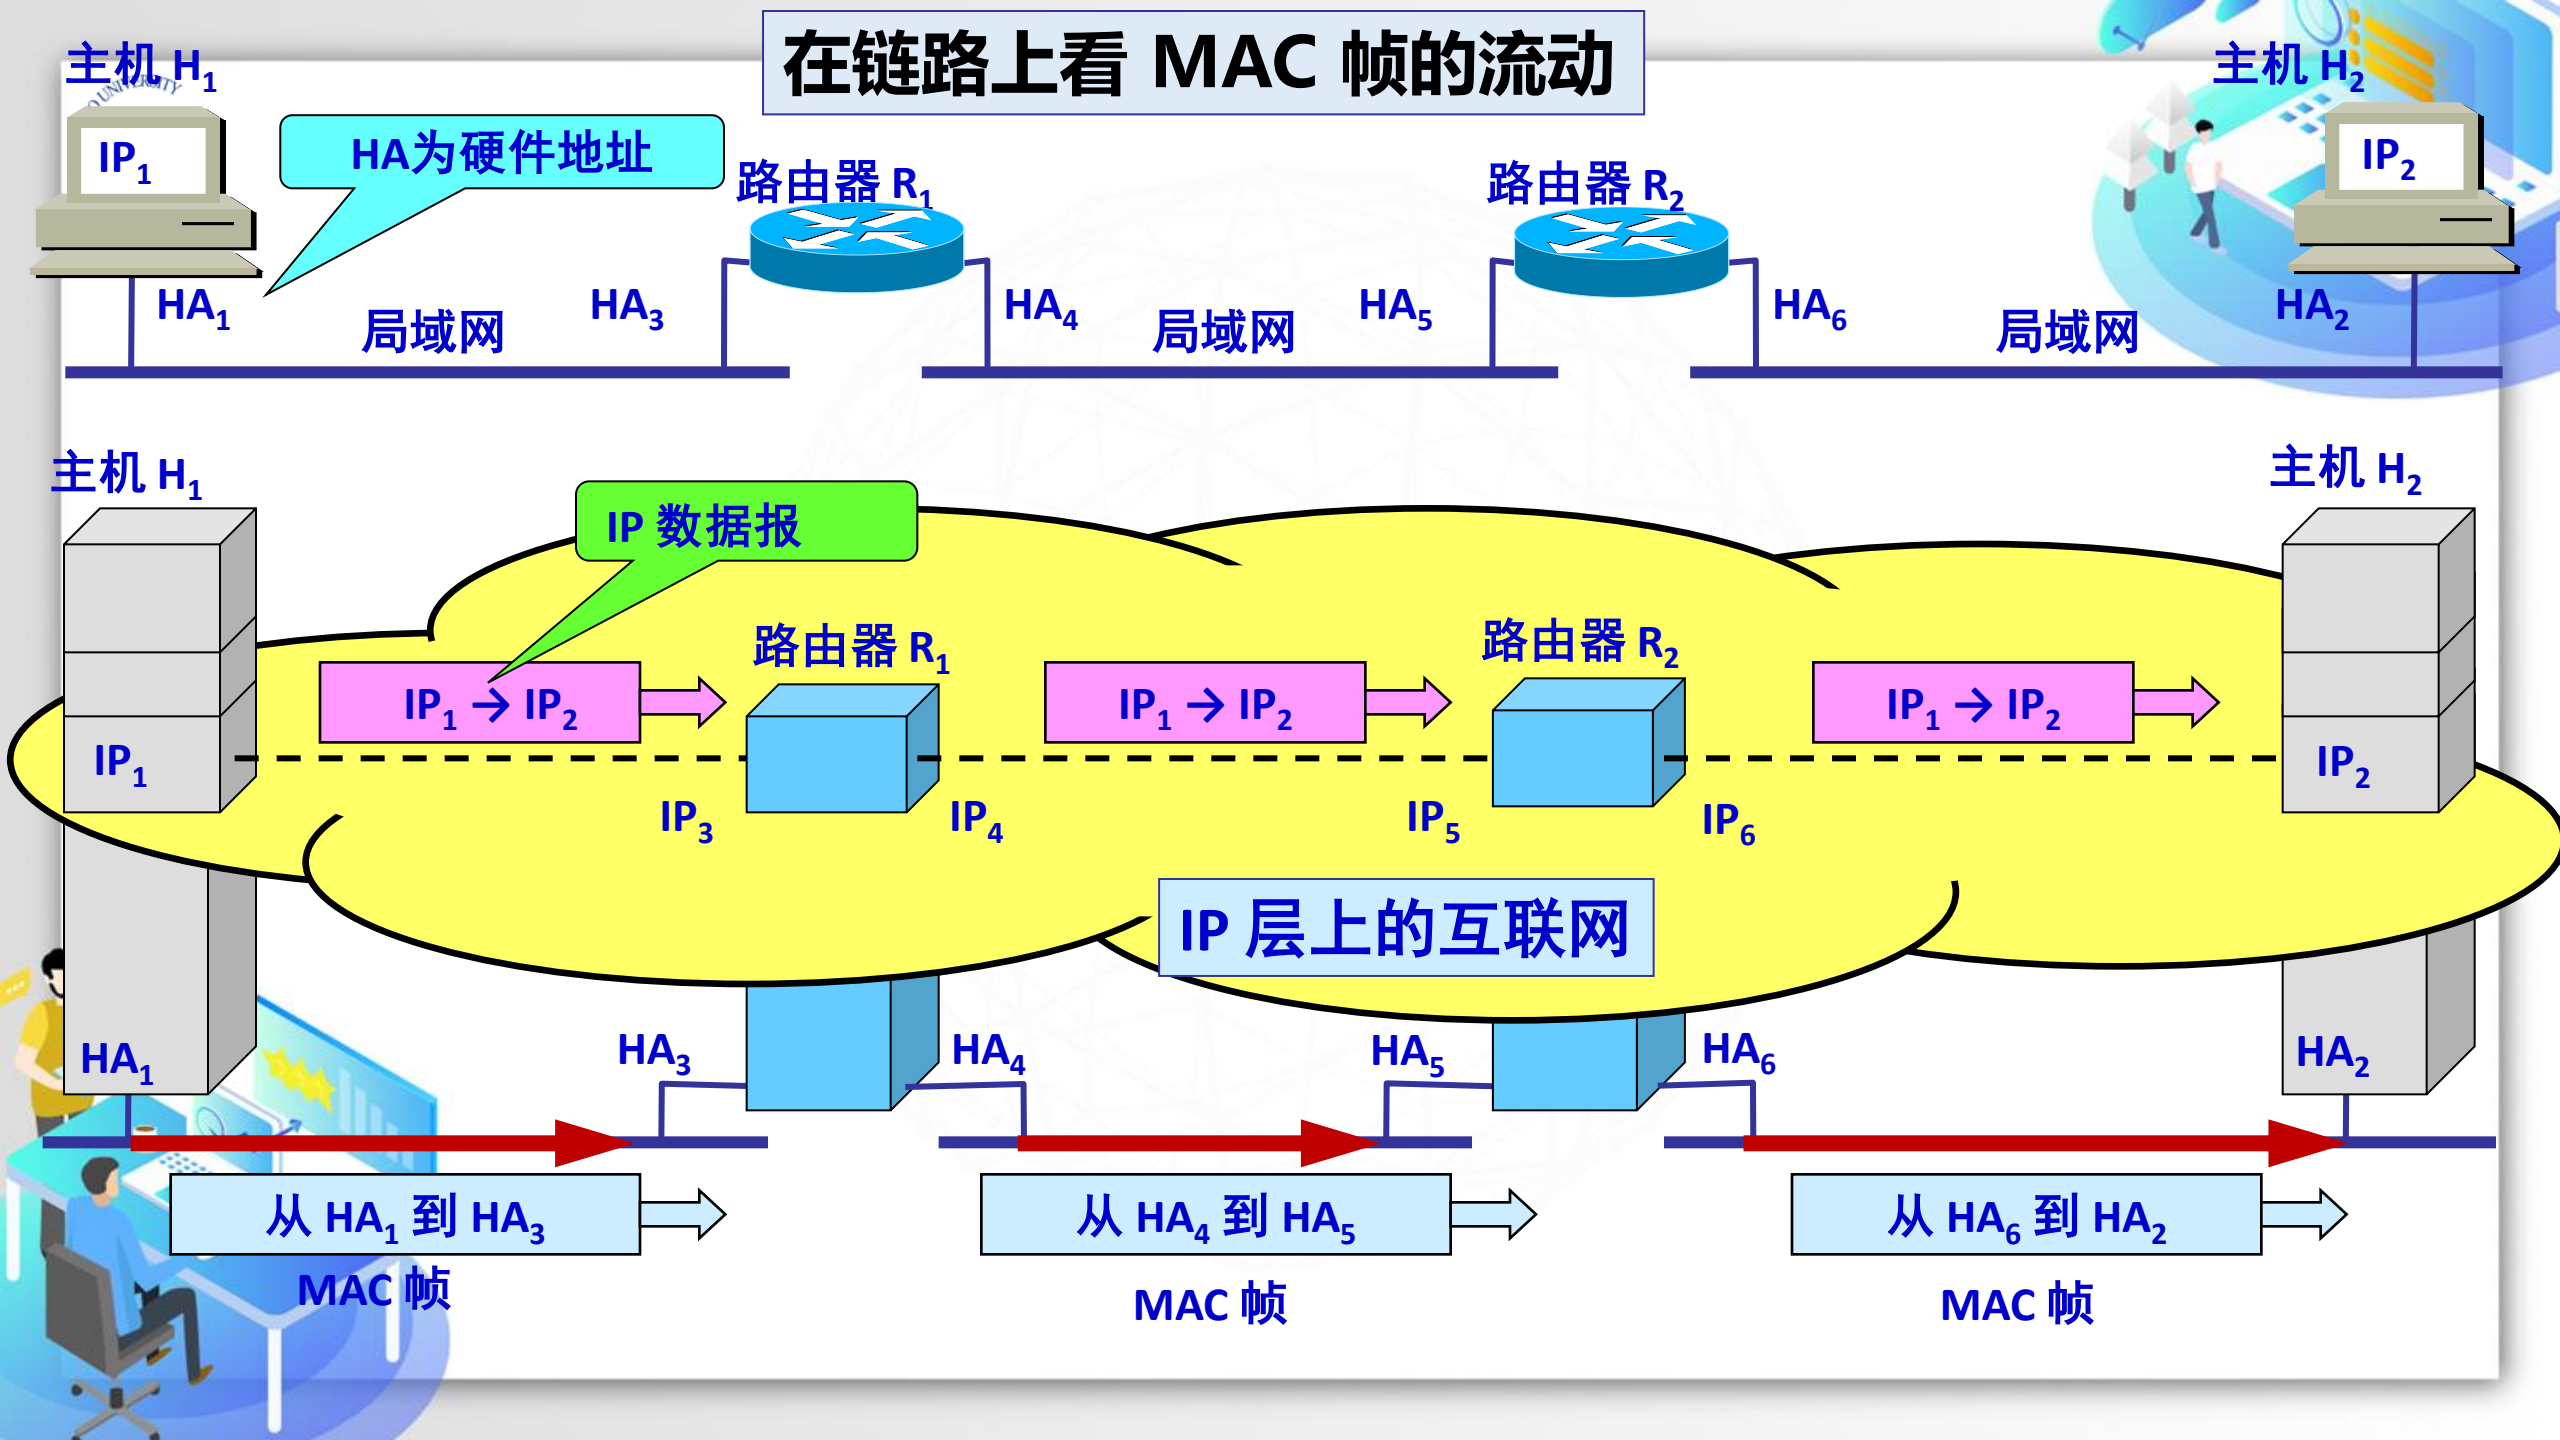 在链路上看 MAC 帧的流动
主机 H₁
主机 H₂
UNIVERSITY
IP₁
HA为硬件地址
路由器 R₁
路由器 R₂
IP₂
HA₁
局域网
HA₃
HA₄
局域网
HA₅
HA₆
局域网
HA₂
主机 H₁
主机 H₂
IP 数据报
路由器 R₁
路由器 R₂
IP₁ → IP₂
IP₁ → IP₂
IP₁ → IP₂
IP₁
IP₂
IP₃
IP₄
IP₅
IP₆
IP 层上的互联网
HA₁
HA₃
HA₄
HA₅
HA₆
HA₂
从 HA₁ 到 HA₃
从 HA₄ 到 HA₅
从 HA₆ 到 HA₂
MAC 帧
MAC 帧
MAC 帧